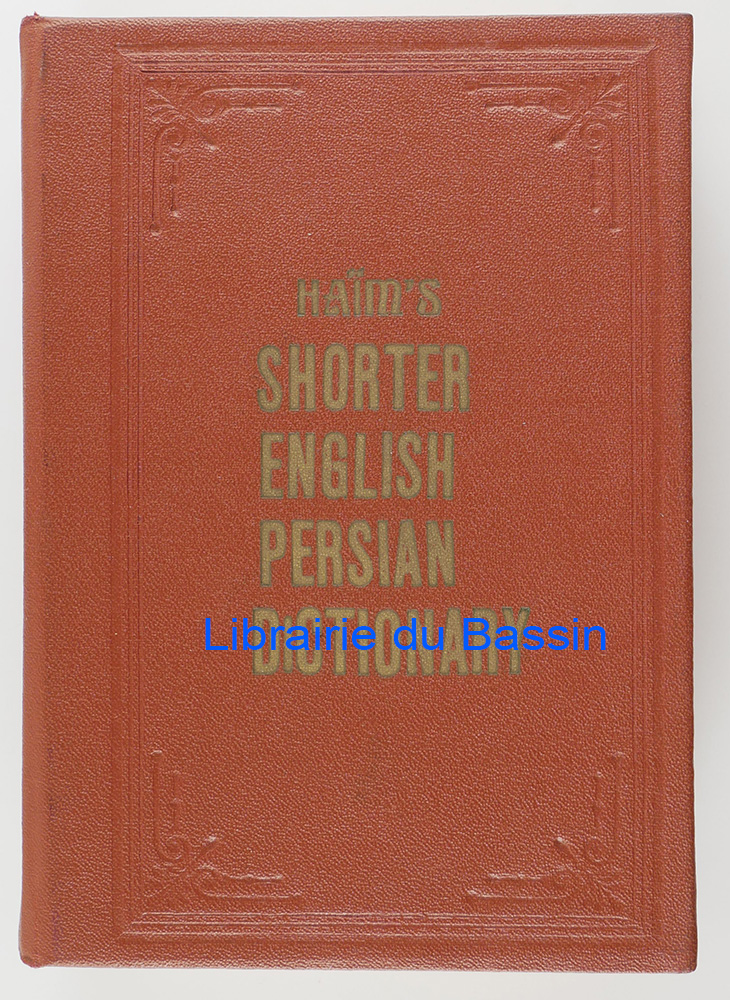 HAÏM'S
SHORTER
ENGLISH
PERSIAN
DICTIONARY
Librairie du Bassin